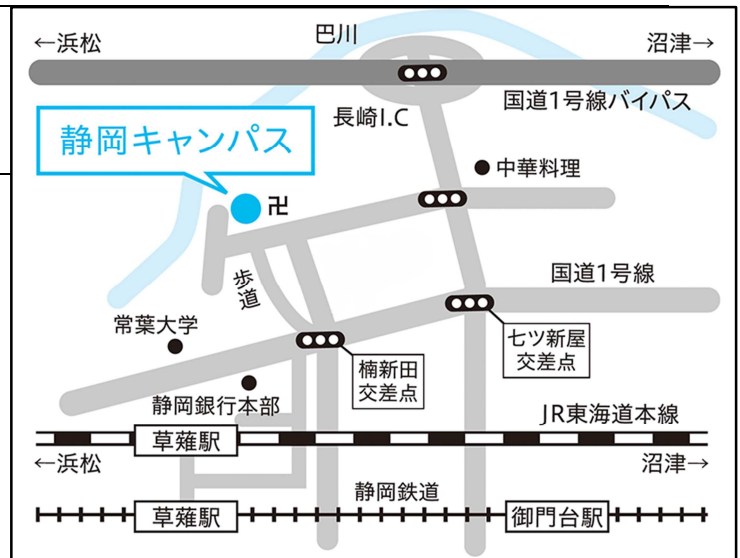 巴川
←浜松
沼津→
国道1号線バイパス
長崎I.C
静岡キャンパス
中華料理
卍
歩道
国道1号線
常葉大学
七ツ新屋
交差点
楠新田
交差点
静岡銀行本部
JR東海道本線
草薙駅
←浜松
沼津→
静岡鉄道
草薙駅
御門台駅